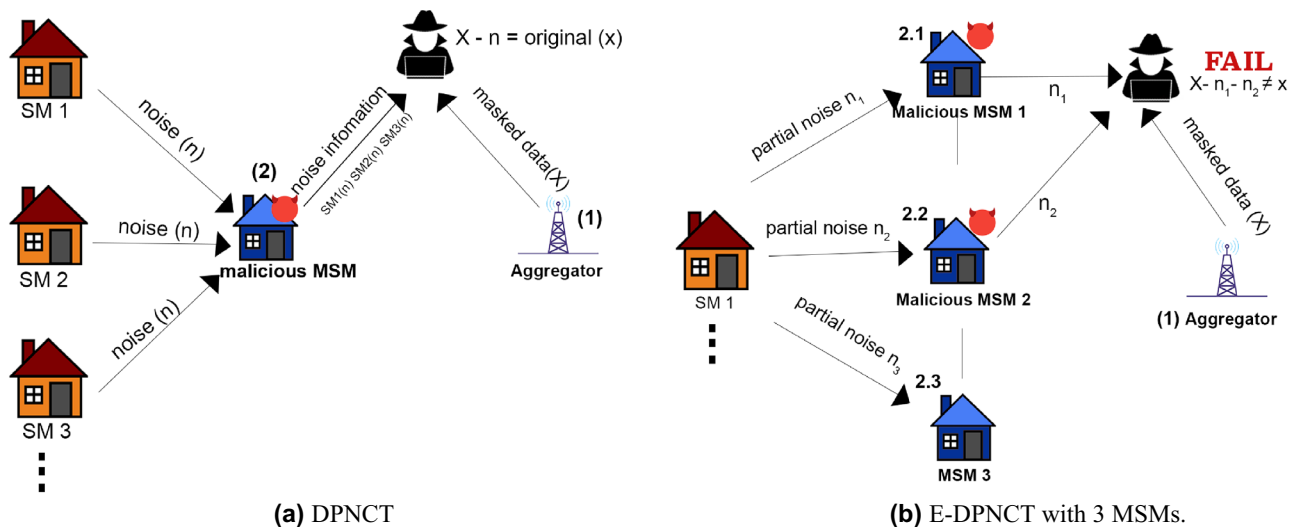 SM 1
SM 2
SM 3
noise (n)
noise (n)
noise (n)
(2)
malicious MSM
noise infomation
SM1(n) SM2(n) SM3(n)
X - n = original (x)
masked data(X)
(1)
Aggregator
(a) DPNCT
SM 1
partial noise n₁
partial noise n₂
partial noise n₃
2.1
Malicious MSM 1
2.2
Malicious MSM 2
2.3
MSM 3
n₁
n₂
FAIL
X- n₁- n₂ ≠ x
masked data (X)
(1) Aggregator
(b) E-DPNCT with 3 MSMs.